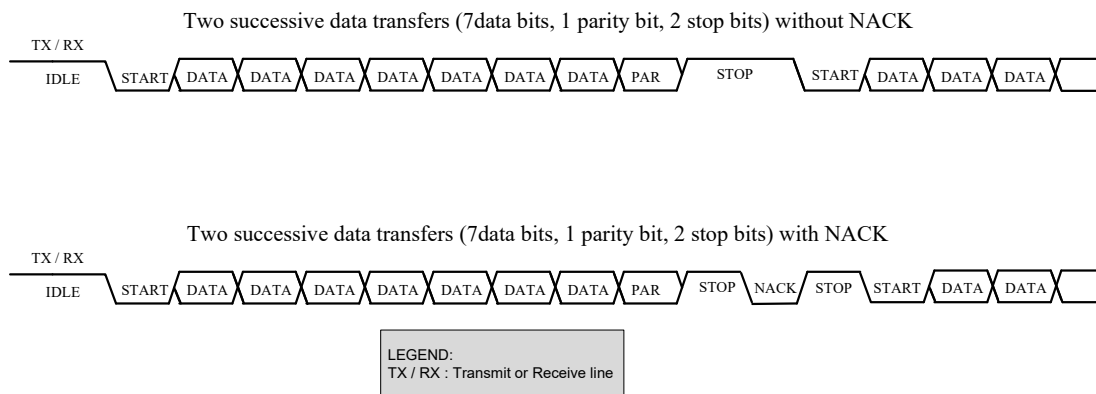 Two successive data transfers (7data bits, 1 parity bit, 2 stop bits) without NACK
TX / RX
IDLE START DATA DATA DATA DATA DATA DATA DATA PAR STOP START DATA DATA DATA
Two successive data transfers (7data bits, 1 parity bit, 2 stop bits) with NACK
TX / RX
IDLE START DATA DATA DATA DATA DATA DATA DATA PAR STOP NACK STOP START DATA DATA
LEGEND:
TX / RX : Transmit or Receive line